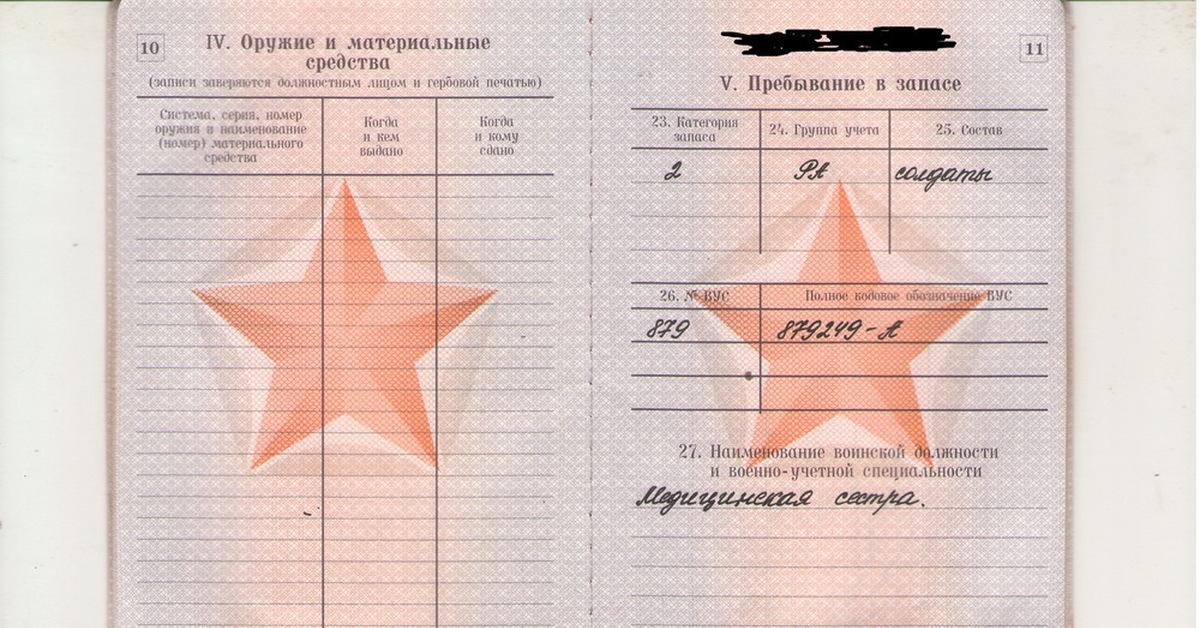 10
IV. Оружие и материальные
средства
(записи заверяются должностным лицом и гербовой печатью)
Система, серия, номер
оружия и наименование
(номер) материального
средства
Когда
и кем
выдано
Когда
и кому
сдано
11
V. Пребывание в запасе
23. Категория
запаса
24. Группа учета
25. Состав
2
РА
солдаты
26. № ВУС
Полное кодовое обозначение ВУС
879
879249-А
27. Наименование воинской должности
и военно-учетной специальности
Медицинская сестра.